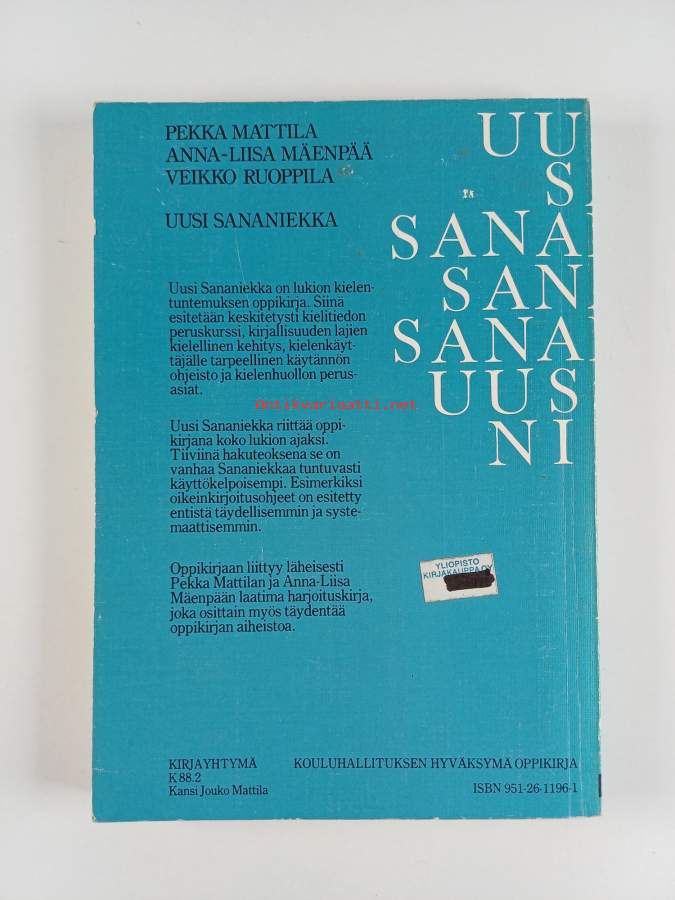 PEKKA MATTILA
ANNA-LIISA MÄENPÄÄ
VEIKKO RUOPPILA
UUSI SANANIEKKA
UU
S
SANA
SAN
SANA
UUS
NI
Uusi Sananiekka on lukion kielen-
tuntemuksen oppikirja. Siinä
esitetään keskitetysti kielitiedon
peruskurssi, kirjallisuuden lajien
kielellinen kehitys, kielenkäyt-
täjälle tarpeellinen käytännön
ohjeisto ja kielenhuollon perus-
asiat.
Antikvariaatti.net
Uusi Sananiekka riittää oppi-
kirjana koko lukion ajaksi.
Tiiviinä hakuteoksena se on
vanhaa Sananiekkaa tuntuvasti
käyttökelpoisempi. Esimerkiksi
oikeinkirjoitusohjeet on esitetty
entistä täydellisemmin ja syste-
maattisemmin.
Oppikirjaan liittyy läheisesti
Pekka Mattilan ja Anna-Liisa
Mäenpään laatima harjoituskirja,
joka osittain myös täydentää
oppikirjan aiheistoa.
YLIOPISTO
KIRJAKAUPPA OY
KIRJAYHTYMÄ
K 88.2
Kansi Jouko Mattila
KOULUHALLITUKSEN HYVÄKSYMÄ OPPIKIRJA
ISBN 951-26-1196-1